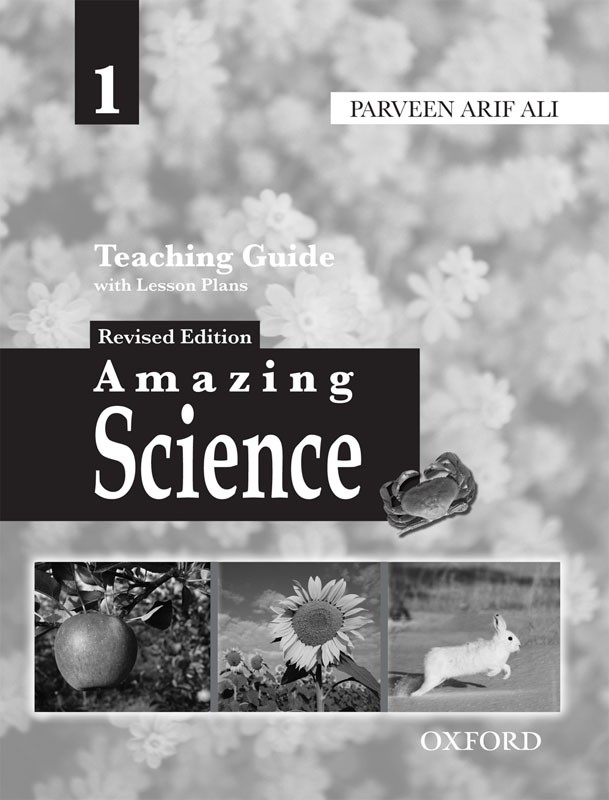 1
PARVEEN ARIF ALI
Teaching Guide
with Lesson Plans
Revised Edition
Amazing
Science
OXFORD